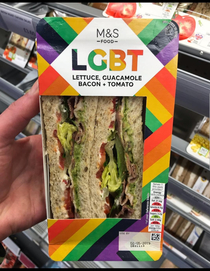 M&S
FOOD
LGBT
LETTUCE, GUACAMOLE
BACON + TOMATO